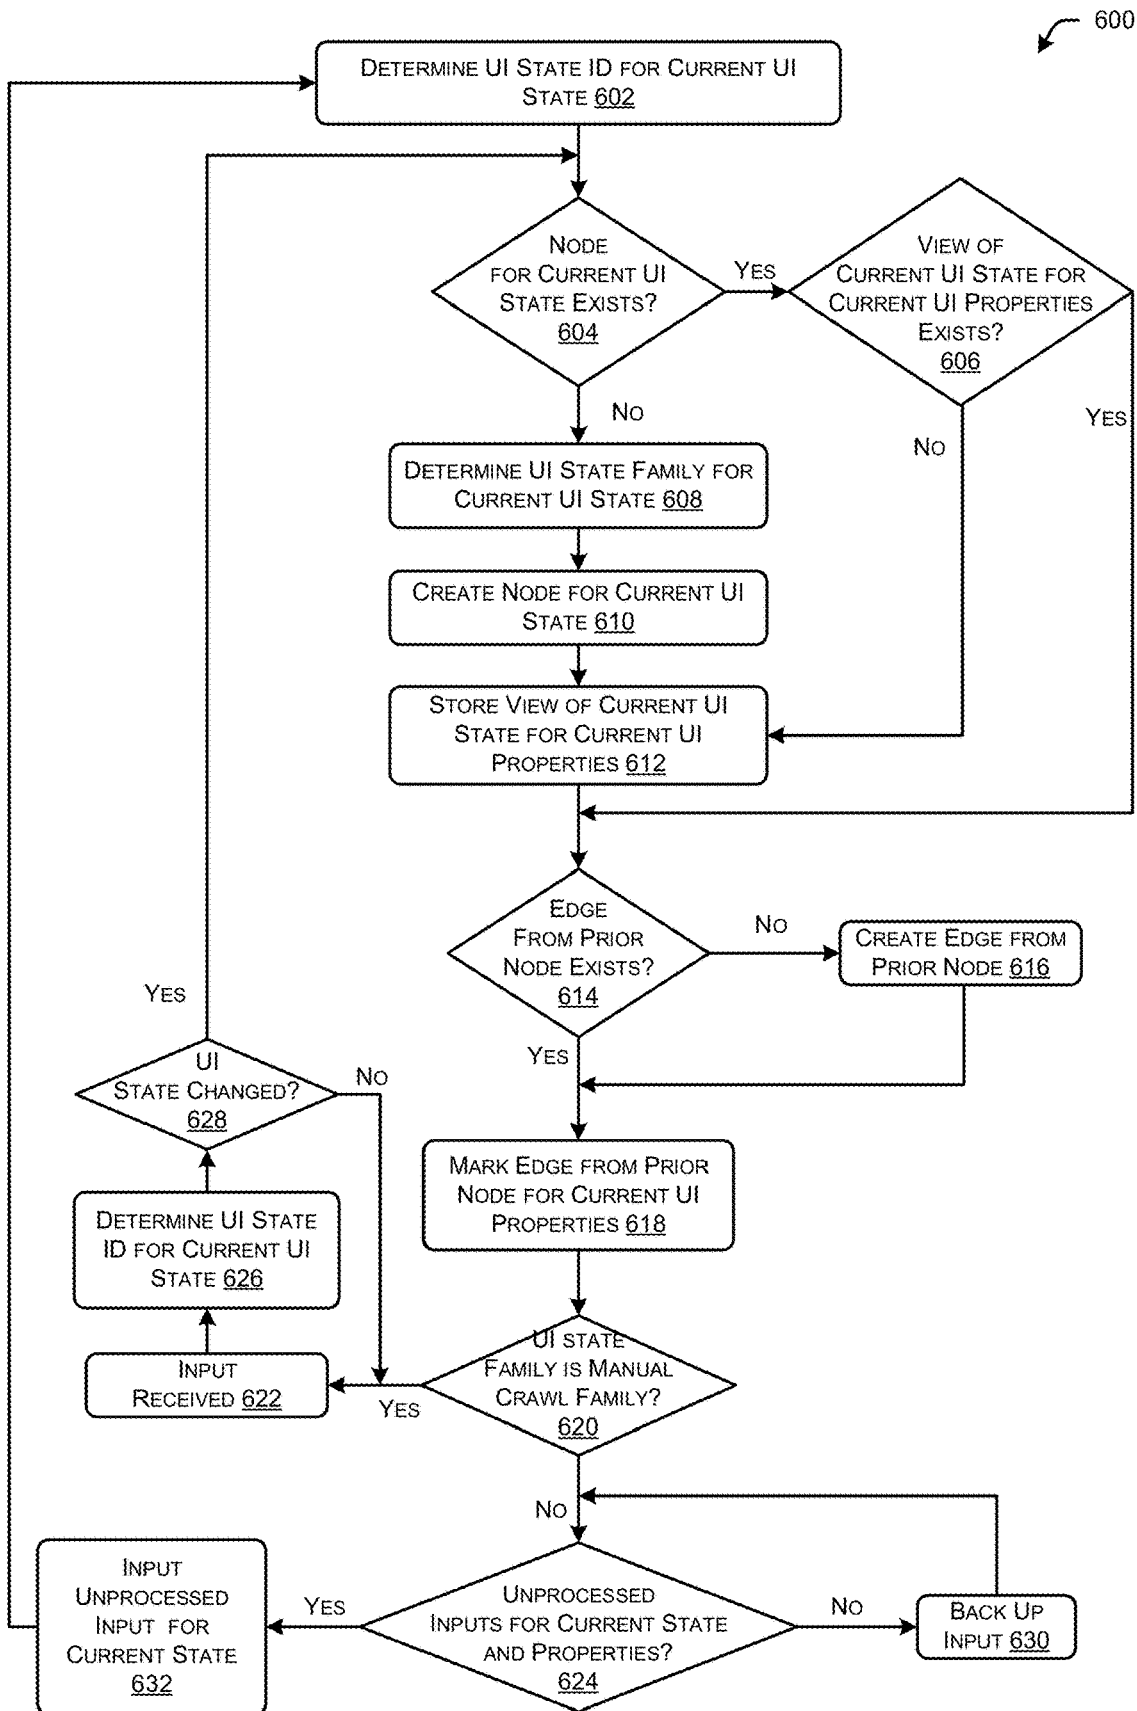 600
DETERMINE UI STATE ID FOR CURRENT UI
STATE 602
NODE
FOR CURRENT UI
STATE EXISTS?
604
YES
VIEW OF
CURRENT UI STATE FOR
CURRENT UI PROPERTIES
EXISTS?
606
NO
NO
YES
DETERMINE UI STATE FAMILY FOR
CURRENT UI STATE 608
CREATE NODE FOR CURRENT UI
STATE 610
STORE VIEW OF CURRENT UI
STATE FOR CURRENT UI
PROPERTIES 612
EDGE
FROM PRIOR
NODE EXISTS?
614
NO
CREATE EDGE FROM
PRIOR NODE 616
YES
YES
UI
STATE CHANGED?
628
NO
MARK EDGE FROM PRIOR
NODE FOR CURRENT UI
PROPERTIES 618
DETERMINE UI STATE
ID FOR CURRENT UI
STATE 626
UI STATE
FAMILY IS MANUAL
CRAWL FAMILY?
620
INPUT
RECEIVED 622
YES
NO
INPUT
UNPROCESSED
INPUT FOR
CURRENT STATE
632
YES
UNPROCESSED
INPUTS FOR CURRENT STATE
AND PROPERTIES?
624
NO
BACK UP
INPUT 630